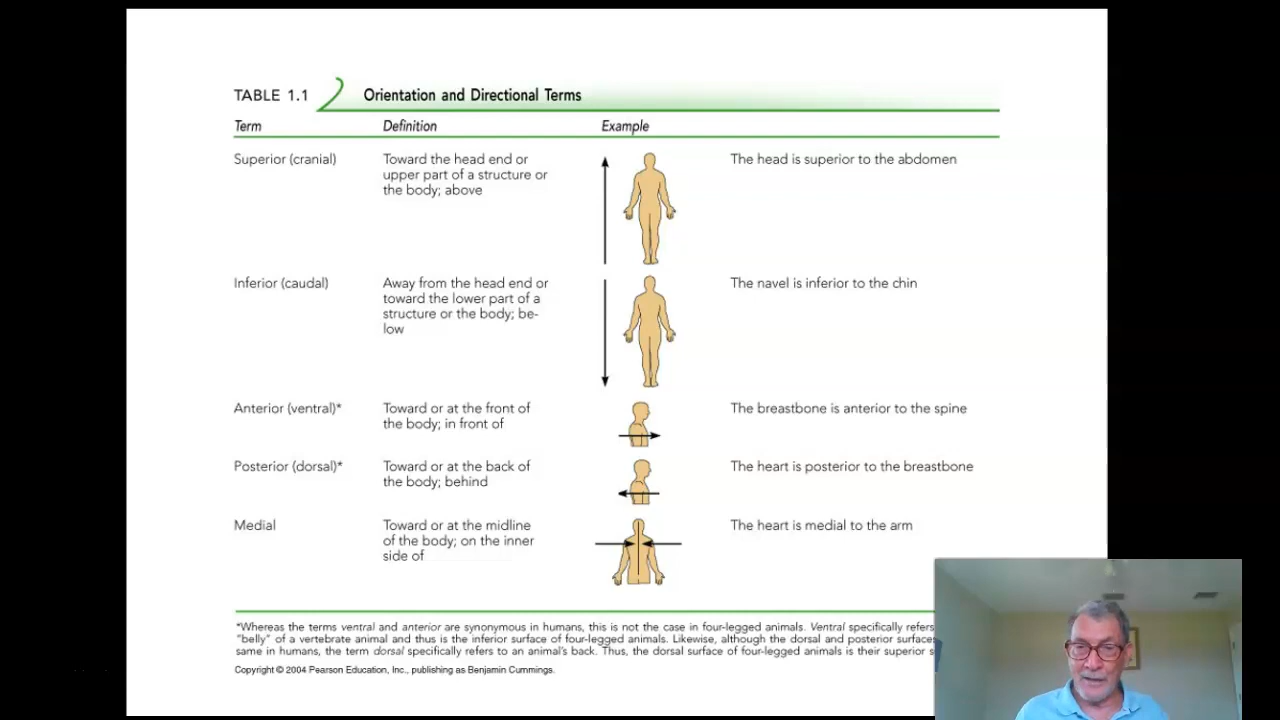 TABLE 1.1 Orientation and Directional Terms
Term Definition Example
Superior (cranial) Toward the head end or The head is superior to the abdomen
upper part of a structure or
the body; above
Inferior (caudal) Away from the head end or The navel is inferior to the chin
toward the lower part of a
structure or the body; be-
low
Anterior (ventral)* Toward or at the front of The breastbone is anterior to the spine
the body; in front of
Posterior (dorsal)* Toward or at the back of The heart is posterior to the breastbone
the body; behind
Medial Toward or at the midline The heart is medial to the arm
of the body; on the inner
side of
*Whereas the terms ventral and anterior are synonymous in humans, this is not the case in four-legged animals. Ventral specifically refers
"belly" of a vertebrate animal and thus is the inferior surface of four-legged animals. Likewise, although the dorsal and posterior surfaces
same in humans, the term dorsal specifically refers to an animal's back. Thus, the dorsal surface of four-legged animals is their superior s
Copyright © 2004 Pearson Education, Inc., publishing as Benjamin Cummings.